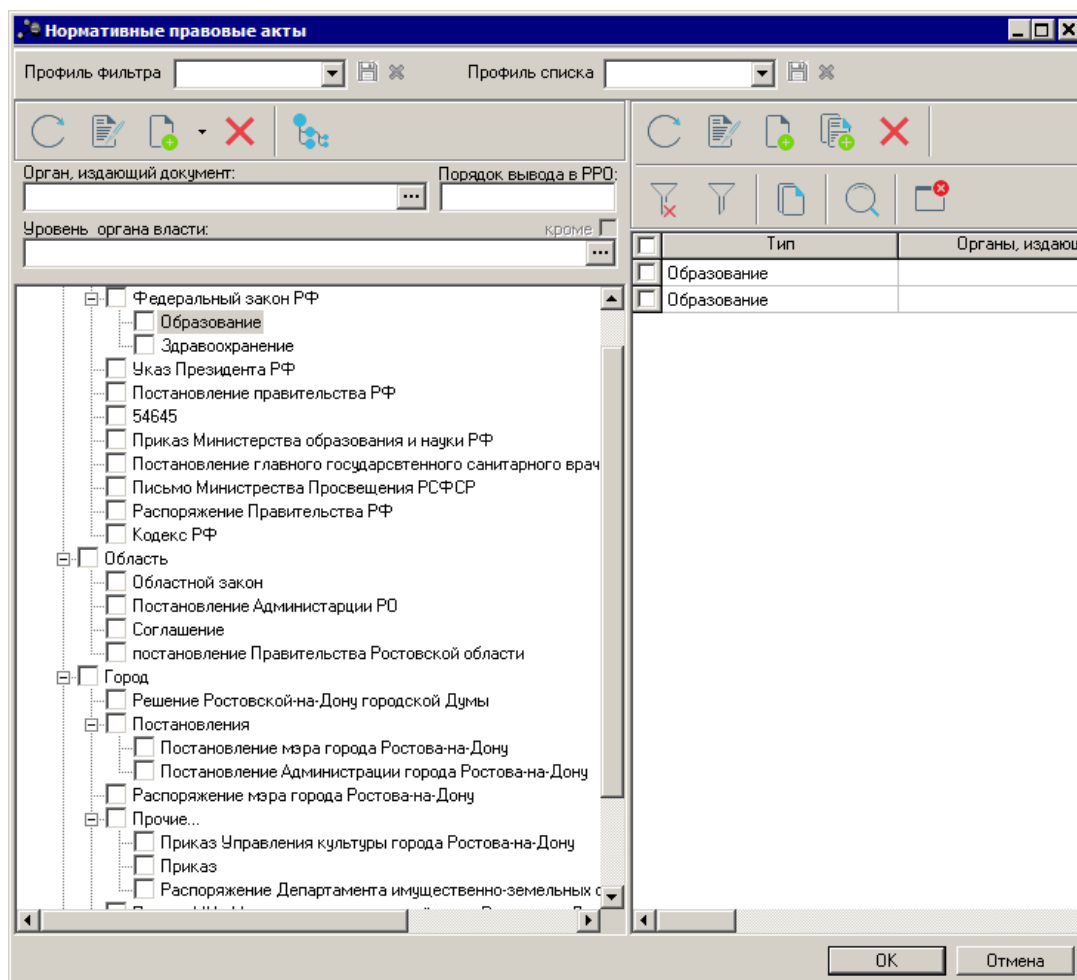 Нормативные правовые акты
Профиль фильтра
Профиль списка
Орган, издающий документ:
Порядок вывода в РРО:
Уровень органа власти:
кроме
Тип
Органы, издающ
Образование
Образование
Федеральный закон РФ
Образование
Здравоохранение
Указ Президента РФ
Постановление правительства РФ
54645
Приказ Министерства образования и науки РФ
Постановление главного государсвтенного санитарного врач
Письмо Министрества Просвещения РСФСР
Распоряжение Правительства РФ
Кодекс РФ
Область
Областной закон
Постановление Администарции РО
Соглашение
постановление Правительства Ростовской области
Город
Решение Ростовской-на-Дону городской Думы
Постановления
Постановление мэра города Ростова-на-Дону
Постановление Администрации города Ростова-на-Дону
Распоряжение мэра города Ростова-на-Дону
Прочие...
Приказ Управления культуры города Ростова-на-Дону
Приказ
Распоряжение Департамента имущественно-земельных о
OK
Отмена